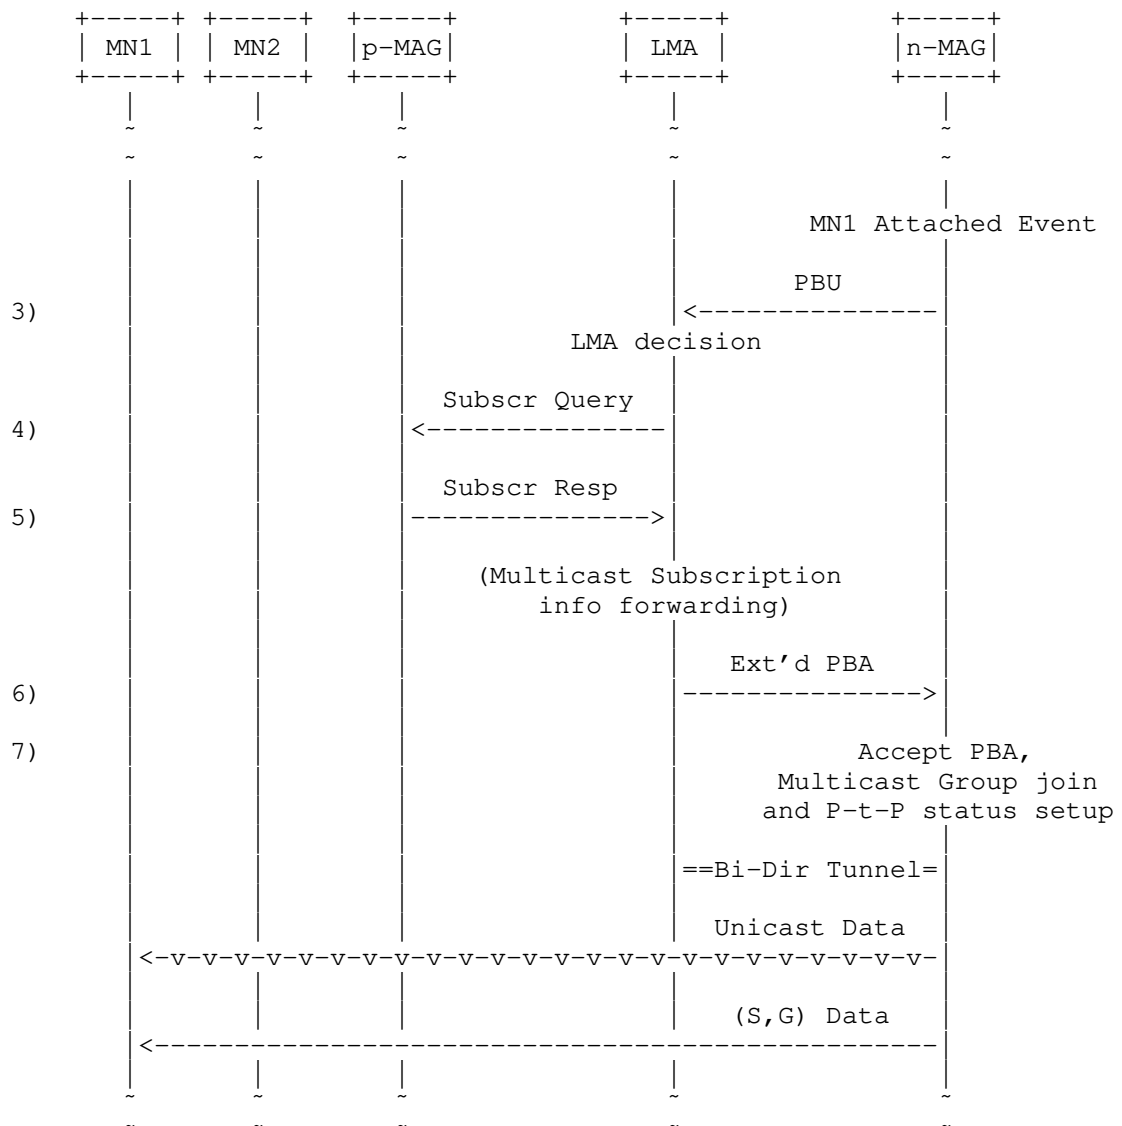 MN1 MN2 p-MAG LMA n-MAG
MN1 Attached Event
PBU
3)
LMA decision
Subscr Query
4)
Subscr Resp
5)
(Multicast Subscription
info forwarding)
Ext'd PBA
6)
7) Accept PBA,
Multicast Group join
and P-t-P status setup
==Bi-Dir Tunnel=
Unicast Data
<-v-v-v-v-v-v-v-v-v-v-v-v-v-v-v-v-v-v-v-v-v-v-v-v-
(S,G) Data